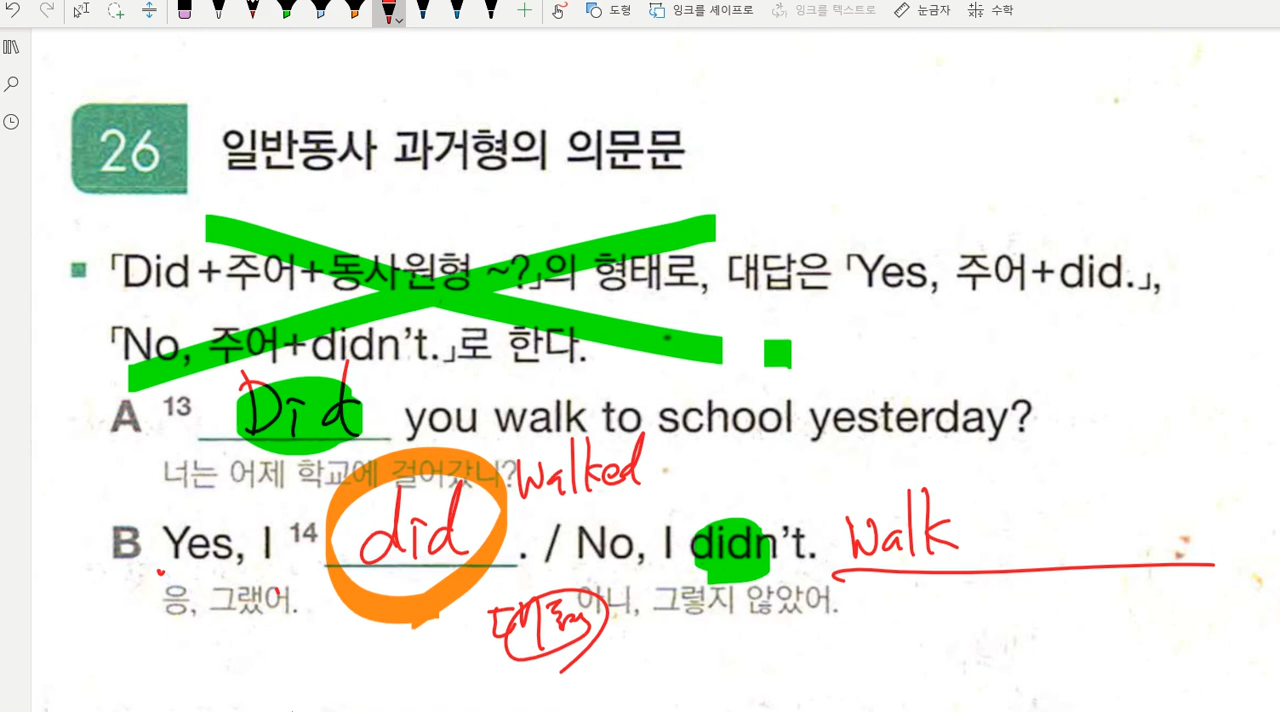 도형 잉크를 셰이프로 잉크를 텍스트로 눈금자 수학
26 일반동사 과거형의 의문문
「Did+주어+동사원형 ~?」의 형태로, 대답은 「Yes, 주어+did.」,
「No, 주어+didn't.」로 한다.
A 13 Did you walk to school yesterday?
너는 어제 학교에 걸어갔니?
walked
B Yes, I 14 did. / No, I didn't. walk
응, 그랬어. 아니, 그렇지 않았어.